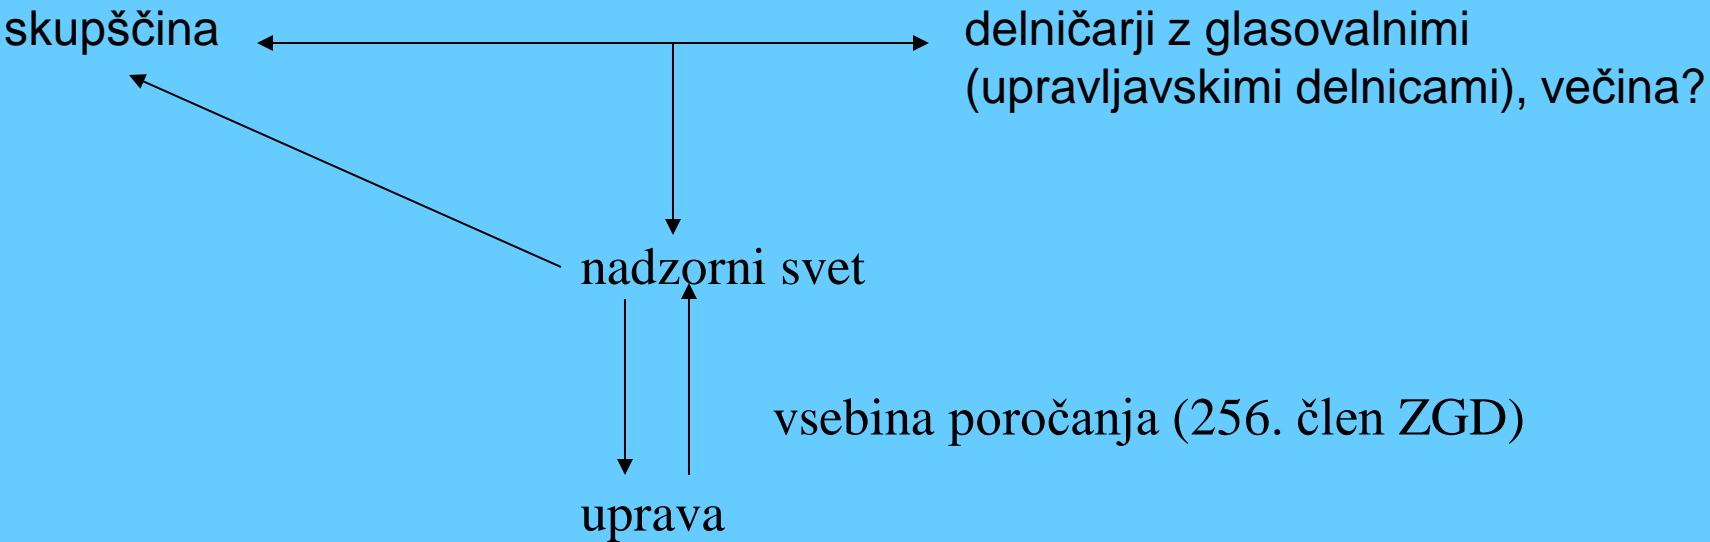 skupščina
delničarji z glasovalnimi
(upravljavskimi delnicami), večina?
nadzorni svet
vsebina poročanja (256. člen ZGD)
uprava